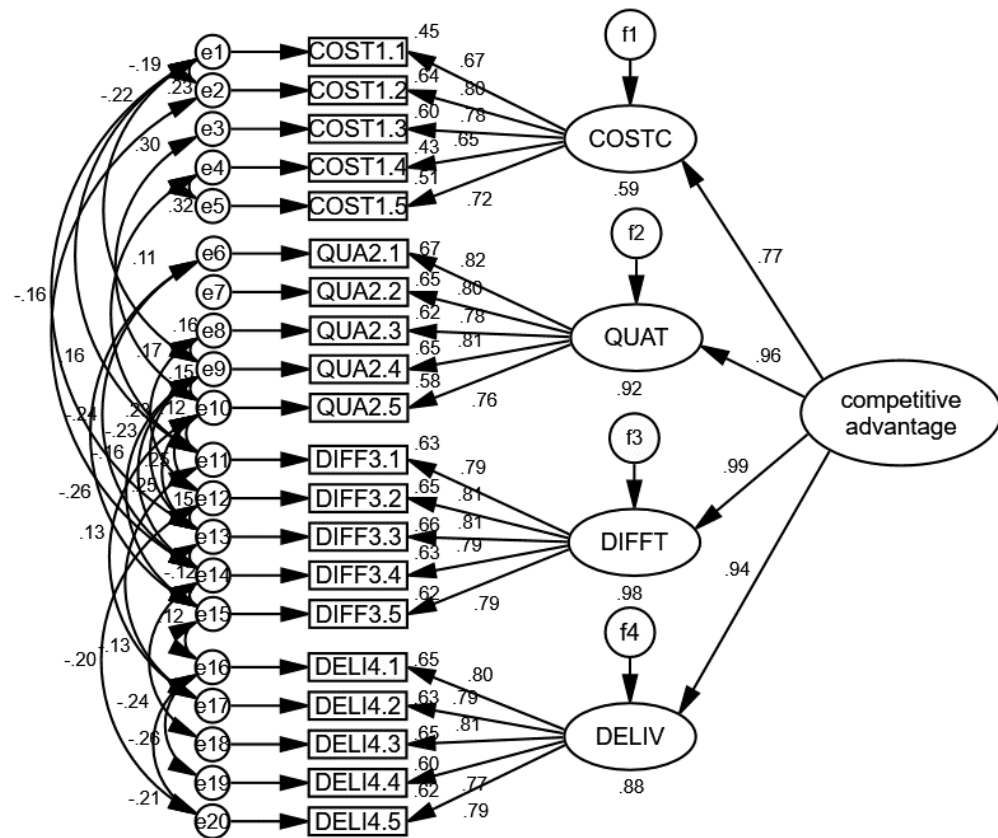 f1
.45
e1
COST1.1
.67
-.19
.64
.23
e2
COST1.2
.80
-.22
.60
.78
e3
COST1.3
COSTC
.30
.43
.65
e4
COST1.4
.51
.59
.32
e5
COST1.5
.72
f2
e6
QUA2.1
.67
.82
.77
.11
e7
QUA2.2
.65
.80
-.16
.62
.78
.16
e8
QUA2.3
QUAT
.16
.17
.65
.81
.96
.15
e9
QUA2.4
.58
.92
competitive
advantage
-.24
.12
e10
QUA2.5
.76
-.23
f3
-.16
.25
e11
DIFF3.1
.63
.79
.99
-.26
.25
.15
e12
DIFF3.2
.65
.81
.13
.66
.81
e13
DIFF3.3
DIFFT
-.12
.63
.79
e14
DIFF3.4
.94
.62
.98
.12
e15
DIFF3.5
.79
f4
-.13
-.20
e16
DELI4.1
.65
.80
-.24
e17
DELI4.2
.63
.79
.81
-.26
e18
DELI4.3
.65
DELIV
.60
e19
DELI4.4
.77
.88
-.21
.62
e20
DELI4.5
.79